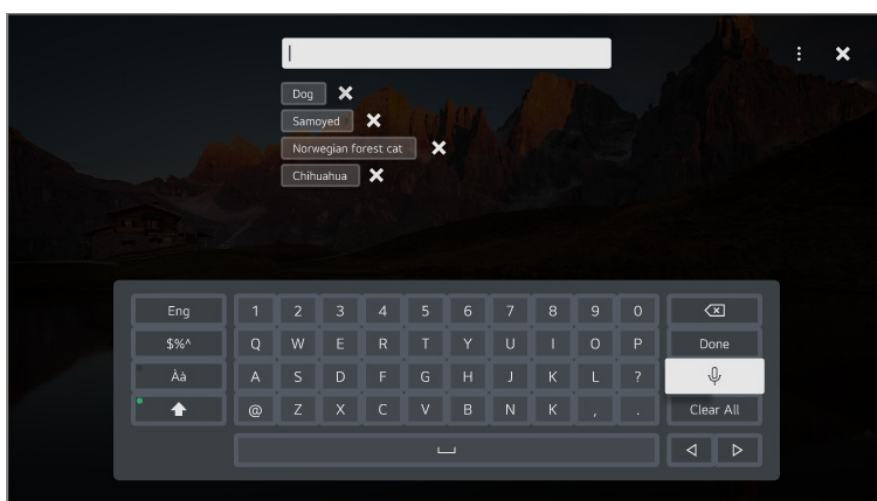 Dog
Samoyed
Norwegian forest cat
Chihuahua
Eng 1 2 3 4 5 6 7 8 9 0
$%^ Q W E R T Y U I O P Done
Àà A S D F G H J K L ?
@ Z X C V B N K , . Clear All